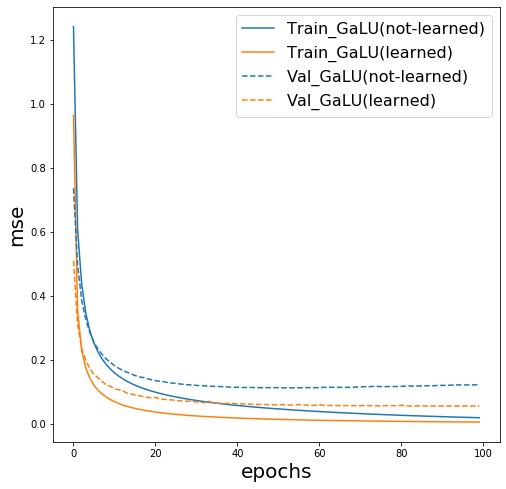 Train_GaLU(not-learned)
Train_GaLU(learned)
Val_GaLU(not-learned)
Val_GaLU(learned)
1.2
1.0
0.8
0.6
0.4
0.2
0.0
mse
0 20 40 60 80 100
epochs